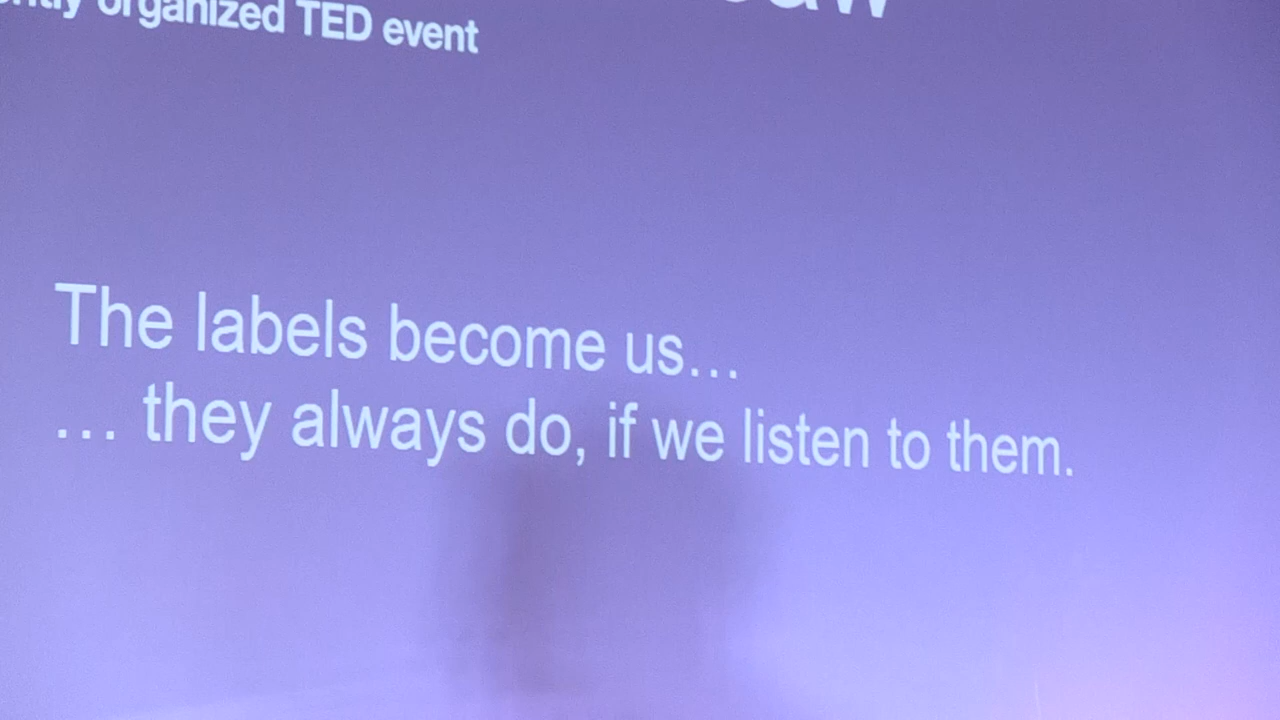 organized TED event
The labels become us...
... they always do, if we listen to them.